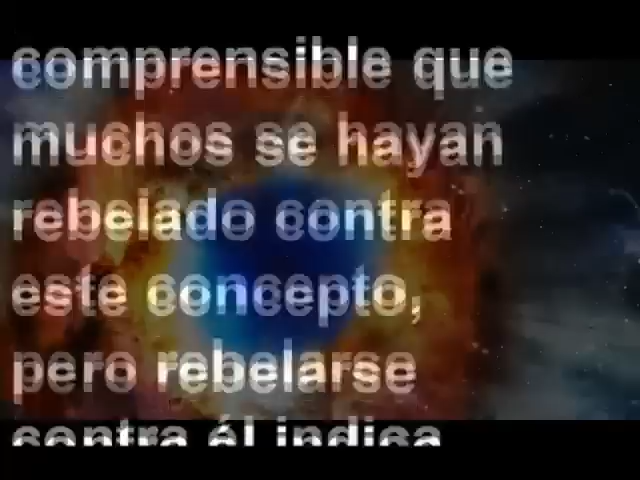 comprensible que
muchos se hayan
rebelado contra
este concepto,
pero rebelarse
contra él indica